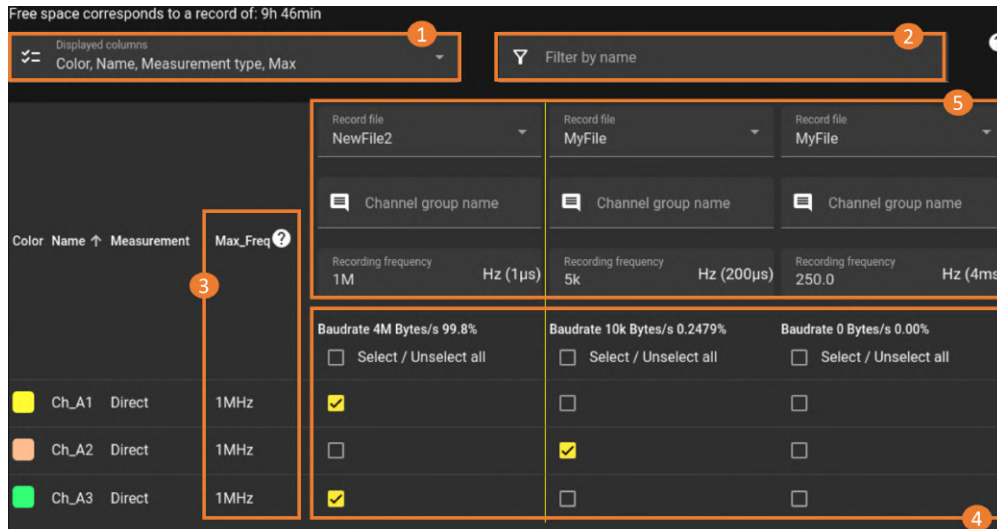 Free space corresponds to a record of: 9h 46min
1
2
Displayed columns
Color, Name, Measurement type, Max
Filter by name
5
Record file
NewFile2
Record file
MyFile
Record file
MyFile
Channel group name
Channel group name
Channel group name
Color Name ↑ Measurement Max_Freq ?
3
Recording frequency
1M Hz (1µs)
Recording frequency
5k Hz (200µs)
Recording frequency
250.0 Hz (4ms
Baudrate 4M Bytes/s 99.8% Baudrate 10k Bytes/s 0.2479% Baudrate 0 Bytes/s 0.00%
Select / Unselect all Select / Unselect all Select / Unselect all
Ch_A1 Direct 1MHz
Ch_A2 Direct 1MHz
Ch_A3 Direct 1MHz
4